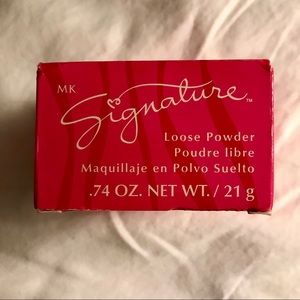 MK
Signature™
Loose Powder
Poudre libre
Maquillaje en Polvo Suelto
.74 OZ. NET WT. / 21 g